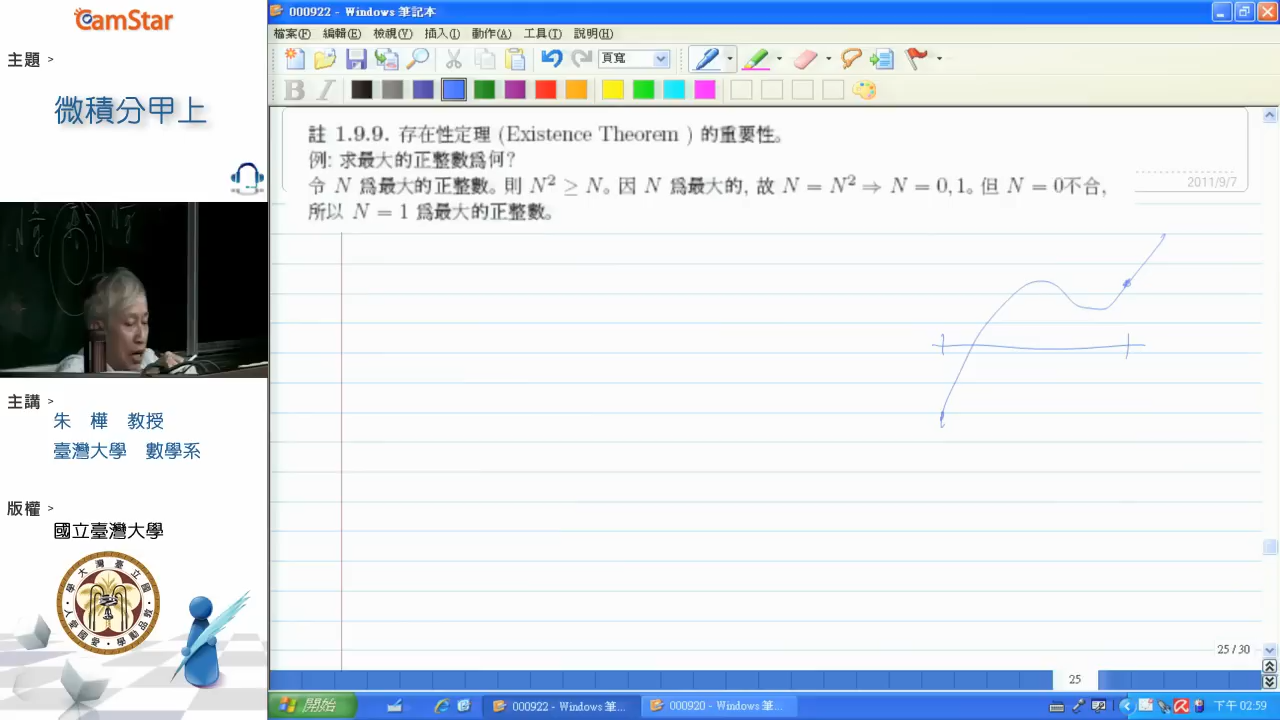 CamStar
主題 >
微積分甲上
主講 >
朱 樺 教授
臺灣大學 數學系
版權 >
國立臺灣大學
000922 - Windows 筆記本
檔案(F) 編輯(E) 檢視(V) 插入(I) 動作(A) 工具(T) 說明(H)
頁寬
B I
註 1.9.9. 存在性定理 (Existence Theorem ) 的重要性。
例: 求最大的正整數爲何?
令 N 爲最大的正整數。則 N² ≥ N。因 N 爲最大的, 故 N = N² ⇒ N = 0, 1。但 N = 0不合,
所以 N = 1 爲最大的正整數。
2011/9/7
25 / 30
25
開始
000922 - Windows 筆...
000920 - Windows 筆...
下午 02:59